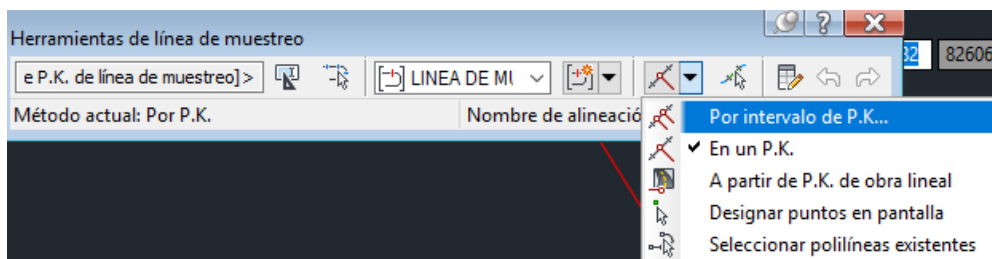 Herramientas de línea de muestreo
32 82606
e P.K. de línea de muestreo]> LINEA DE MU
Método actual: Por P.K. Nombre de alineació
Por intervalo de P.K...
En un P.K.
A partir de P.K. de obra lineal
Designar puntos en pantalla
Seleccionar polilíneas existentes